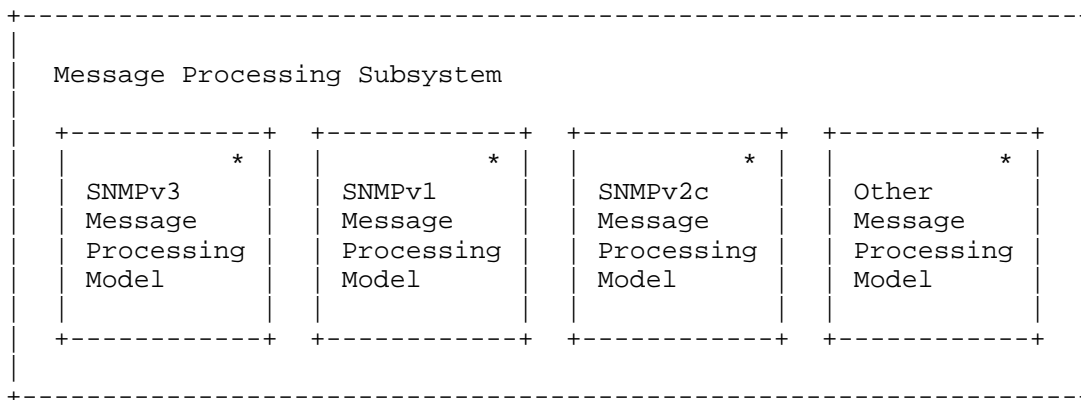 Message Processing Subsystem
* * * *
SNMPv3 SNMPv1 SNMPv2c Other
Message Message Message Message
Processing Processing Processing Processing
Model Model Model Model